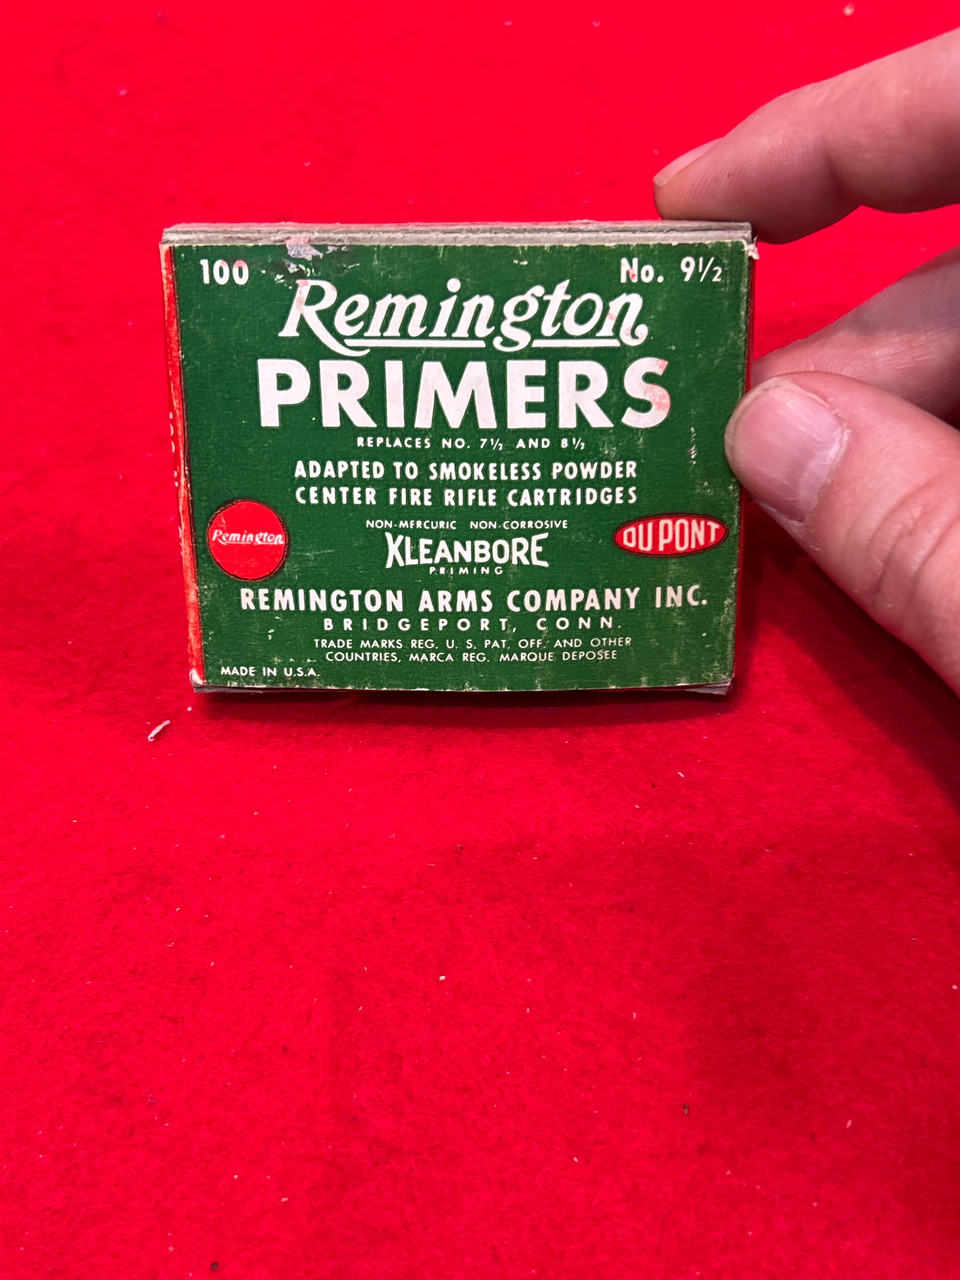 100
No. 9½
Remington
PRIMERS
REPLACES NO. 7½ AND 8½
ADAPTED TO SMOKELESS POWDER
CENTER FIRE RIFLE CARTRIDGES
NON-MERCURIC NON-CORROSIVE
KLEANBORE
PRIMING
Remington
DU PONT
REMINGTON ARMS COMPANY INC.
BRIDGEPORT, CONN.
TRADE MARKS REG. U. S. PAT. OFF. AND OTHER
COUNTRIES, MARCA REG. MARQUE DEPOSEE
MADE IN U.S.A.